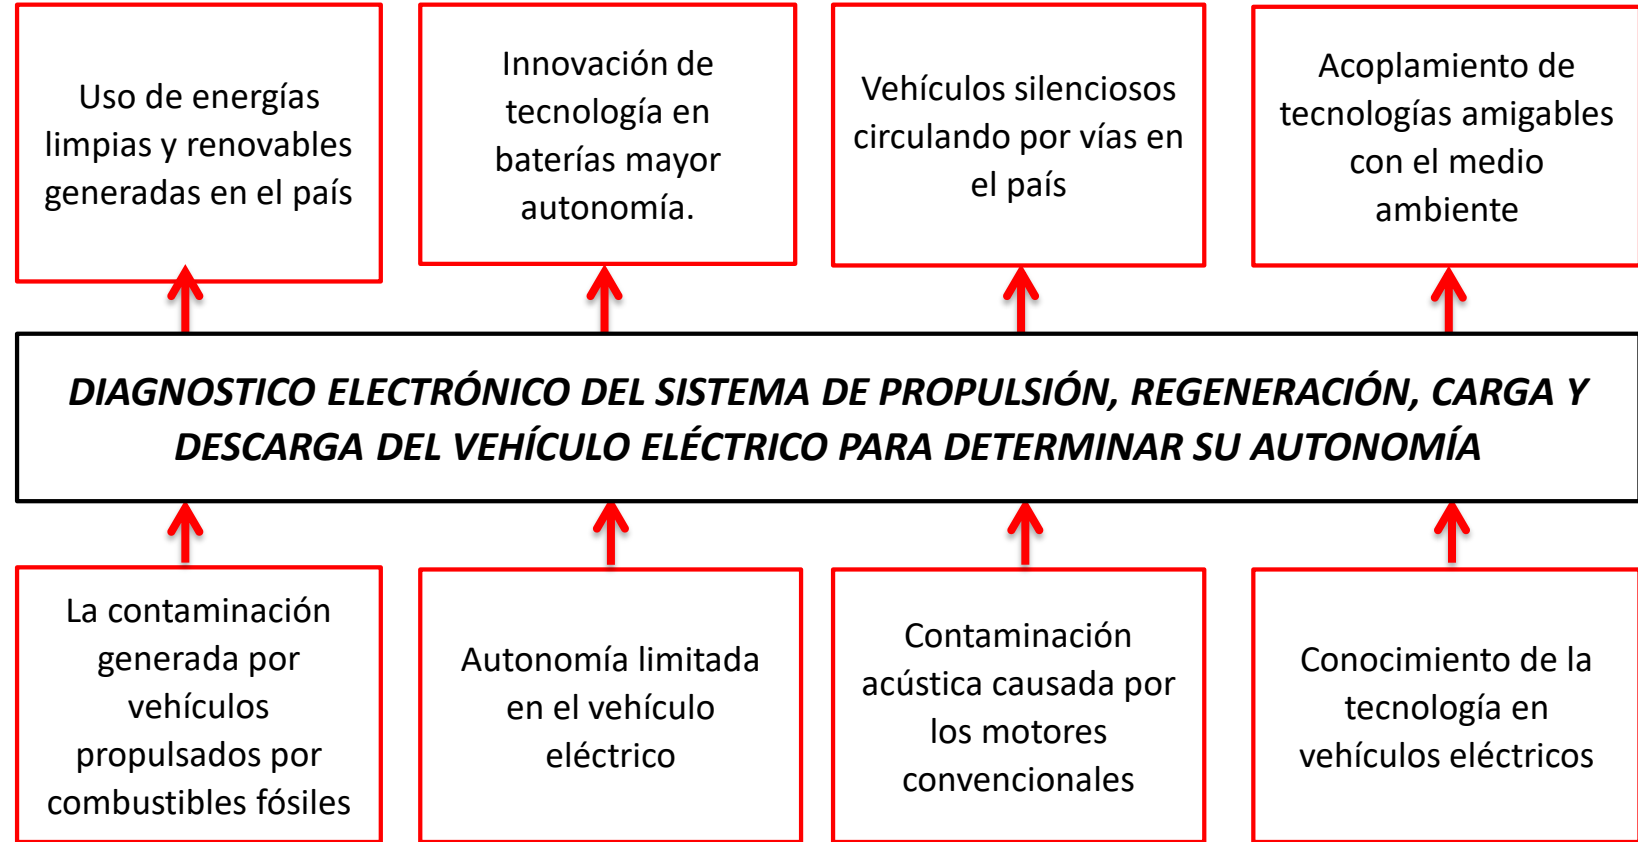 Uso de energías
limpias y renovables
generadas en el país
Innovación de
tecnología en
baterías mayor
autonomía.
Vehículos silenciosos
circulando por vías en
el país
Acoplamiento de
tecnologías amigables
con el medio
ambiente
DIAGNOSTICO ELECTRÓNICO DEL SISTEMA DE PROPULSIÓN, REGENERACIÓN, CARGA Y
DESCARGA DEL VEHÍCULO ELÉCTRICO PARA DETERMINAR SU AUTONOMÍA
La contaminación
generada por
vehículos
propulsados por
combustibles fósiles
Autonomía limitada
en el vehículo
eléctrico
Contaminación
acústica causada por
los motores
convencionales
Conocimiento de la
tecnología en
vehículos eléctricos